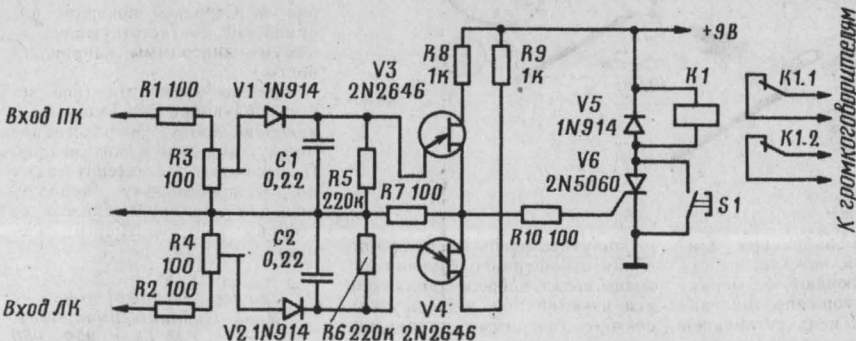 +9В
R8
1к
R9
1к
K1
K1.1
V3
2N2646
R1 100
V1 1N914
Вход ПК
V5
1N914
K1.2
R3
100
C1
0,22
V6
2N5060
R5
220к
R7 100
S1
R4
100
R10 100
C2
0,22
R2 100
Вход ЛК
V2 1N914
R6 220к
V4
2N2646
К громкоговорителям